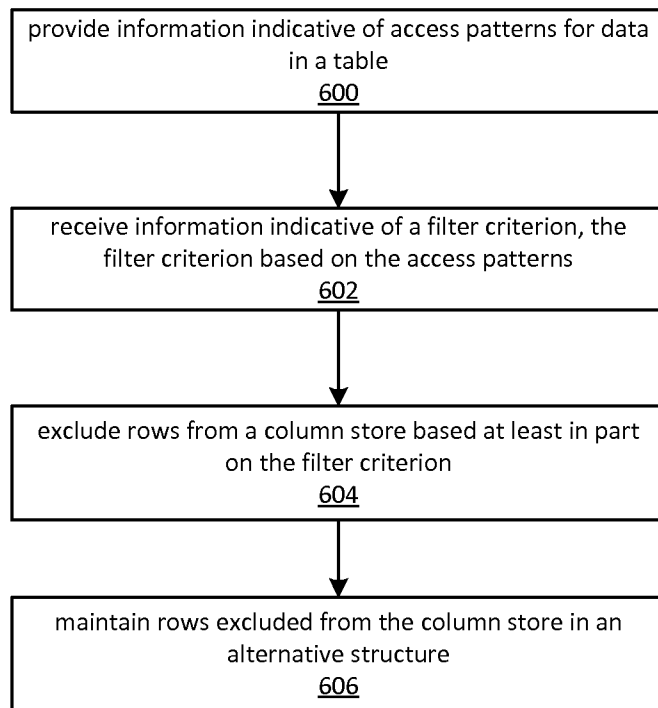 provide information indicative of access patterns for data
in a table
600
receive information indicative of a filter criterion, the
filter criterion based on the access patterns
602
exclude rows from a column store based at least in part
on the filter criterion
604
maintain rows excluded from the column store in an
alternative structure
606